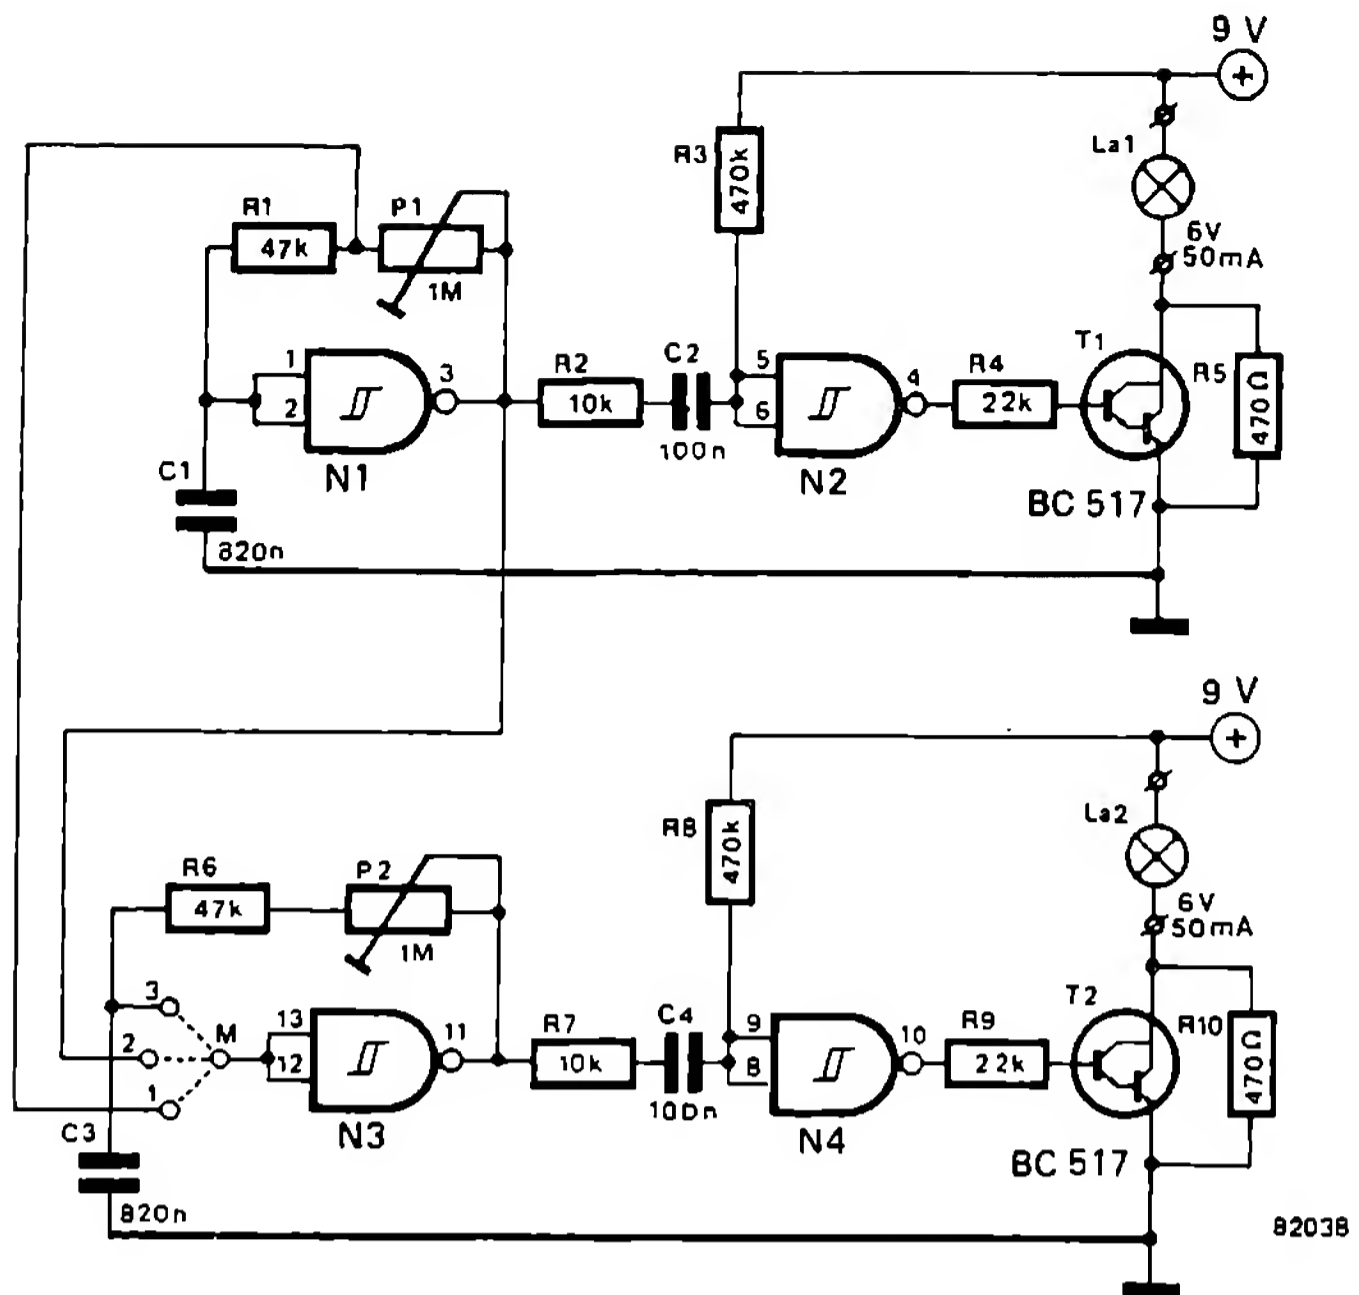 9 V
+
La1
6V
50mA
R3
470k
R1
47k
P1
1M
1
2
3
N1
C1
820n
R2
10k
C2
100n
5
6
4
N2
R4
22k
T1
BC 517
R5
470Ω
9 V
+
La2
6V
50mA
R8
470k
R6
47k
P2
1M
3
2
1
M
13
12
11
N3
C3
820n
R7
10k
C4
100n
9
8
10
N4
R9
22k
T2
BC 517
R10
470Ω
82038